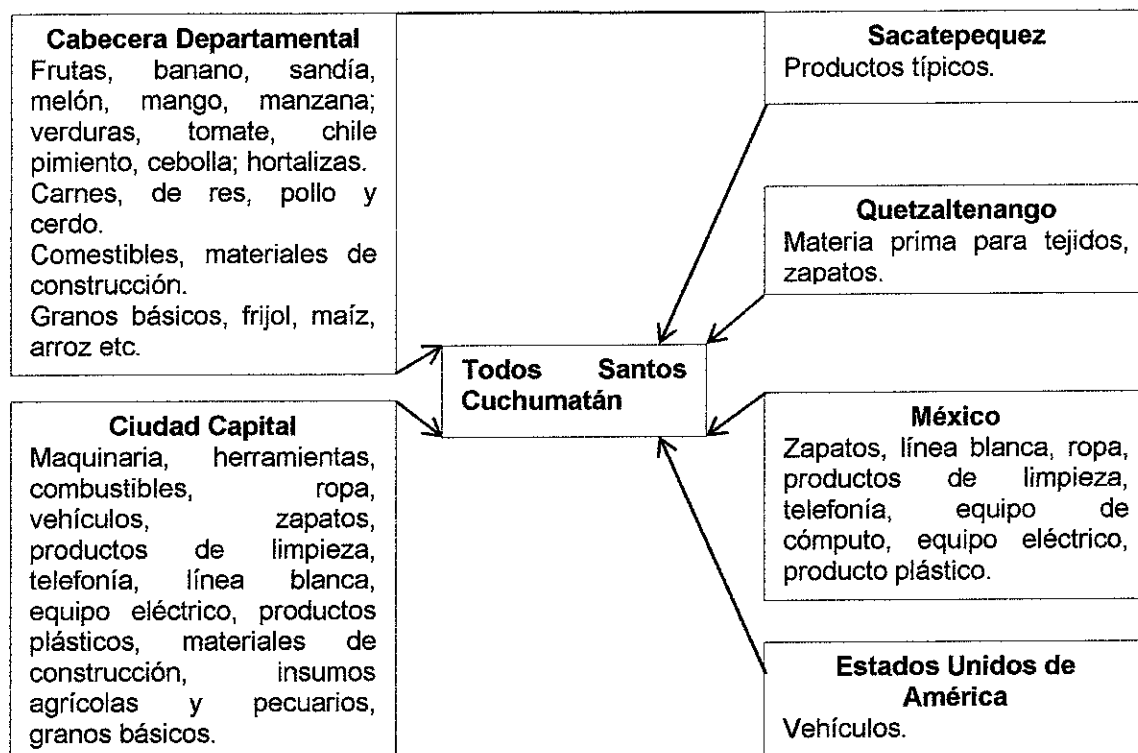 Cabecera Departamental
Frutas, banano, sandía,
melón, mango, manzana;
verduras, tomate, chile
pimiento, cebolla; hortalizas.
Carnes, de res, pollo y
cerdo.
Comestibles, materiales de
construcción.
Granos básicos, frijol, maíz,
arroz etc.
Ciudad Capital
Maquinaria, herramientas,
combustibles, ropa,
vehículos, zapatos,
productos de limpieza,
telefonía, línea blanca,
equipo eléctrico, productos
plásticos, materiales de
construcción, insumos
agrícolas y pecuarios,
granos básicos.
Todos Santos
Cuchumatán
Sacatepequez
Productos típicos.
Quetzaltenango
Materia prima para tejidos,
zapatos.
México
Zapatos, línea blanca, ropa,
productos de limpieza,
telefonía, equipo de
cómputo, equipo eléctrico,
producto plástico.
Estados Unidos de
América
Vehículos.